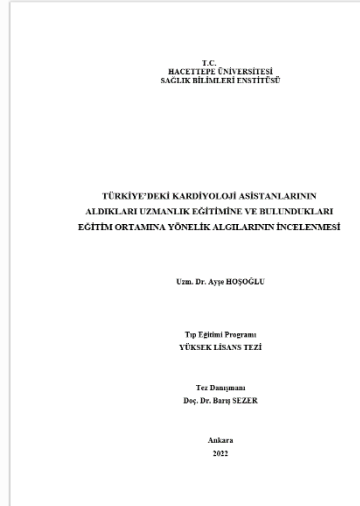 T.C.
HACETTEPE ÜNİVERSİTESİ
SAĞLIK BİLİMLERİ ENSTİTÜSÜ
TÜRKİYE'DEKİ KARDİYOLOJİ ASİSTANLARININ
ALDIKLARI UZMANLIK EĞİTİMİNE VE BULUNDUKLARI
EĞİTİM ORTAMINA YÖNELİK ALGILARININ İNCELENMESİ
Uzm. Dr. Ayşe HOŞOĞLU
Tıp Eğitimi Programı
YÜKSEK LİSANS TEZİ
Tez Danışmanı
Doç. Dr. Barış SEZER
Ankara
2022